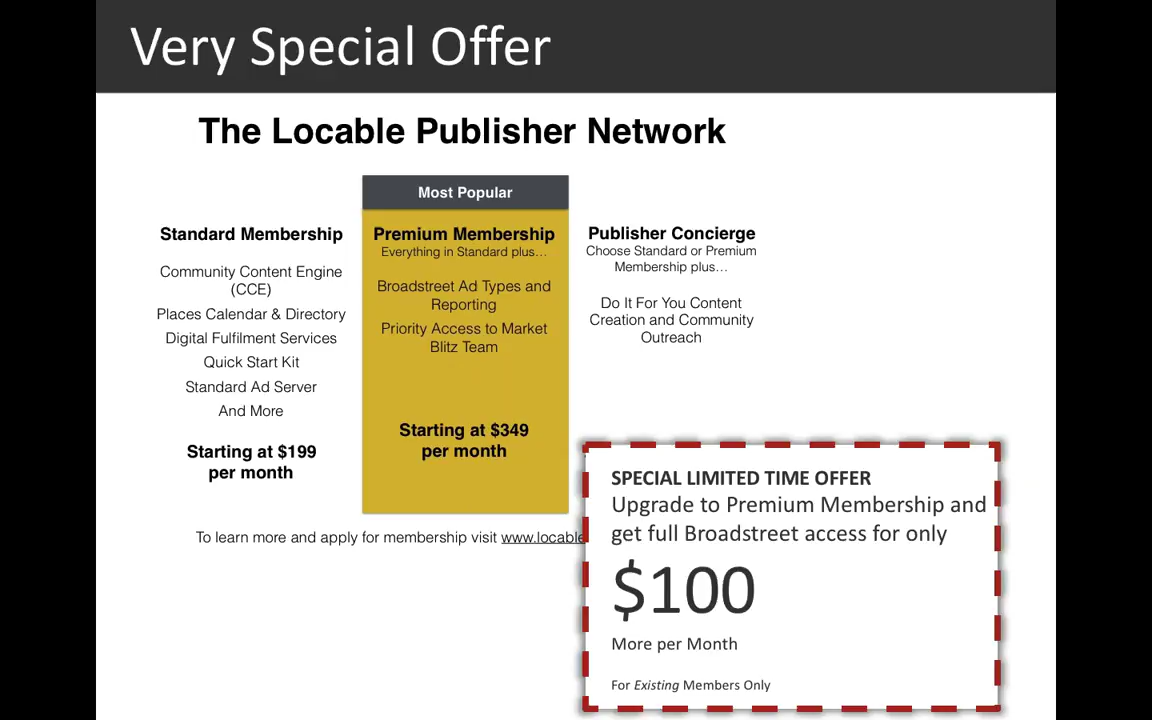 Very Special Offer
The Locable Publisher Network
Most Popular
Standard Membership
Community Content Engine
(CCE)
Places Calendar & Directory
Digital Fulfilment Services
Quick Start Kit
Standard Ad Server
And More
Starting at $199
per month
Premium Membership
Everything in Standard plus...
Broadstreet Ad Types and
Reporting
Priority Access to Market
Blitz Team
Starting at $349
per month
Publisher Concierge
Choose Standard or Premium
Membership plus...
Do It For You Content
Creation and Community
Outreach
To learn more and apply for membership visit www.locable
SPECIAL LIMITED TIME OFFER
Upgrade to Premium Membership and
get full Broadstreet access for only
$100
More per Month
For Existing Members Only